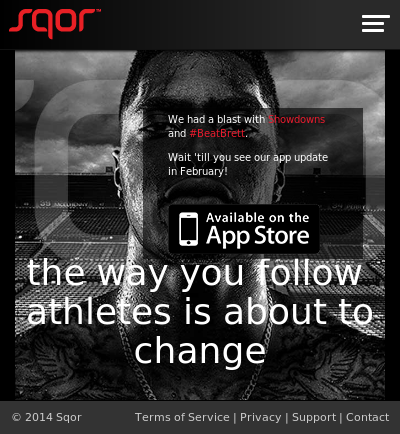 sqor™
We had a blast with Showdowns
and #BeatBrett.
Wait 'till you see our app update
in February!
Available on the
App Store
the way you follow
athletes is about to
change
© 2014 Sqor
Terms of Service | Privacy | Support | Contact